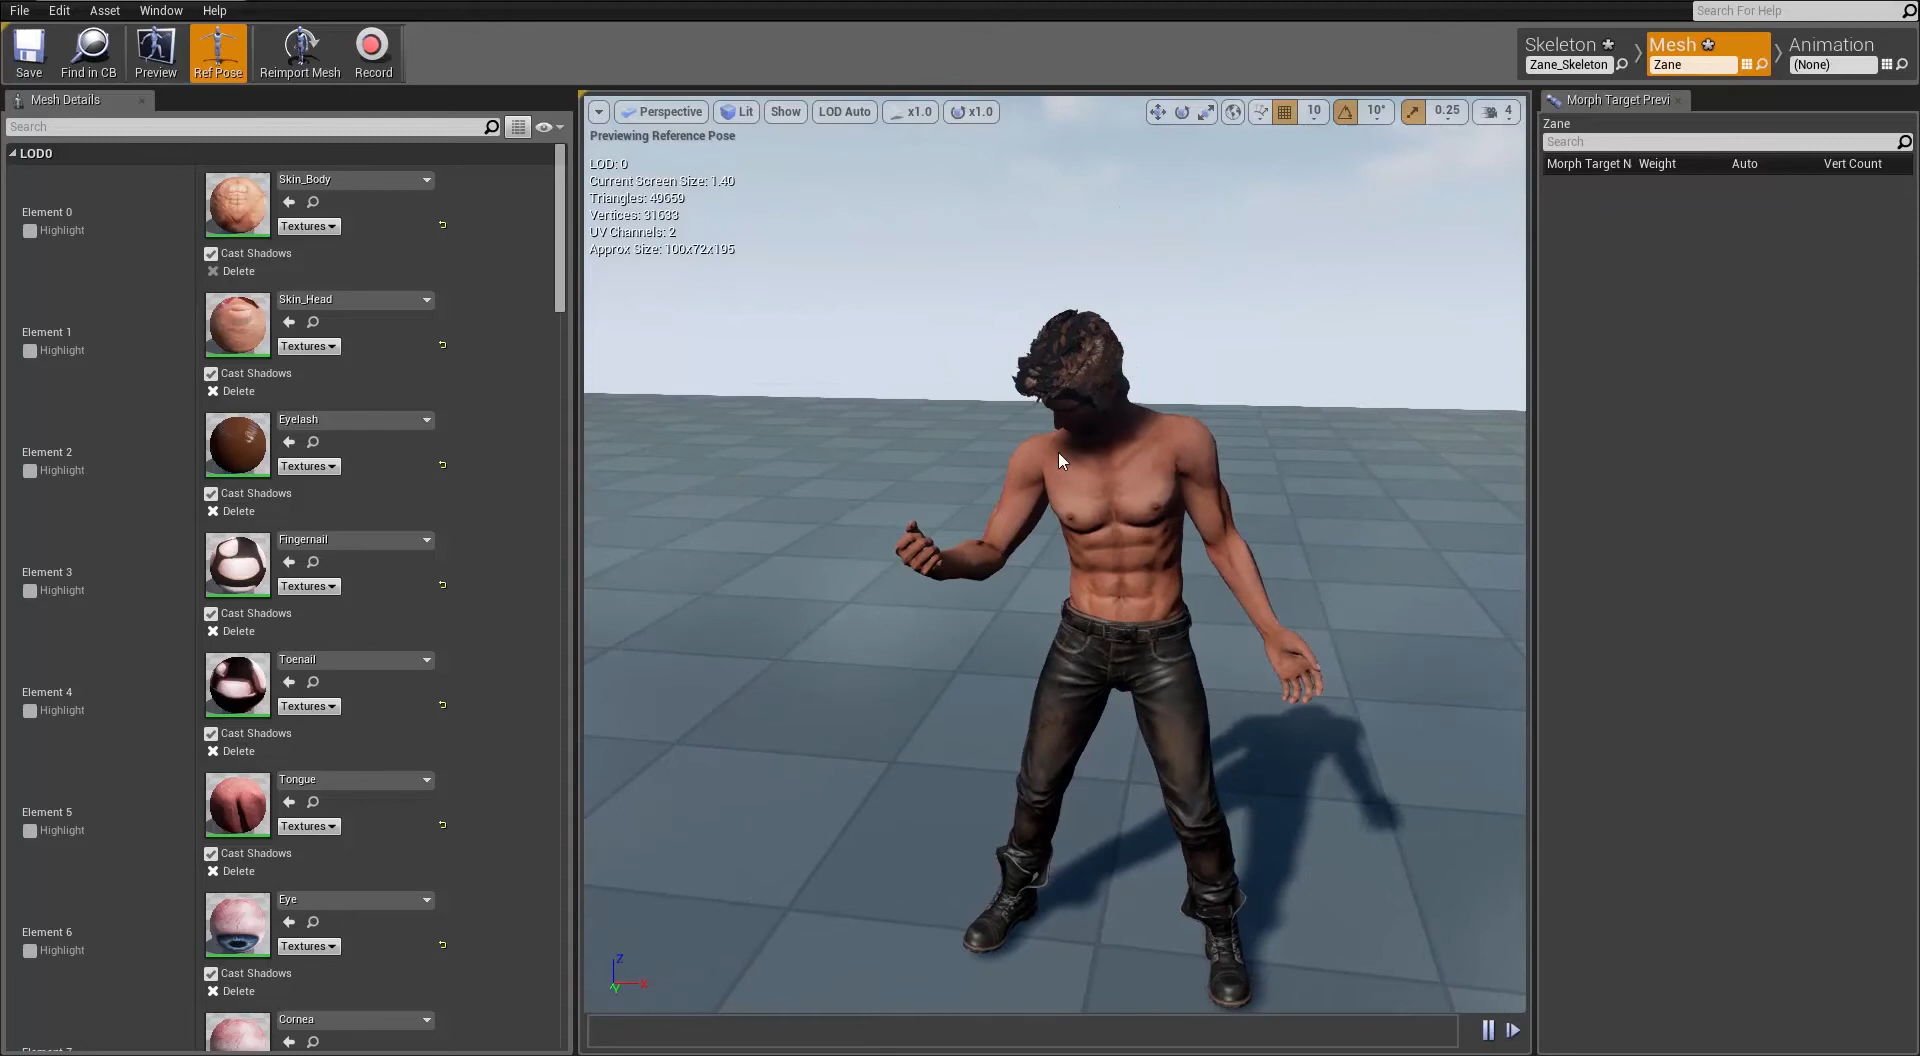 File Edit Asset Window Help
Search For Help
Save Find in CB Preview Ref Pose Reimport Mesh Record
Skeleton Mesh Animation
Zane_Skeleton Zane (None)
Mesh Details
Search
LOD0
Element 0
Highlight
Skin_Body
Textures
Cast Shadows
Delete
Element 1
Highlight
Skin_Head
Textures
Cast Shadows
Delete
Element 2
Highlight
Eyelash
Textures
Cast Shadows
Delete
Element 3
Highlight
Fingernail
Textures
Cast Shadows
Delete
Element 4
Highlight
Toenail
Textures
Cast Shadows
Delete
Element 5
Highlight
Tongue
Textures
Cast Shadows
Delete
Element 6
Highlight
Eye
Textures
Cast Shadows
Delete
Cornea
Perspective Lit Show LOD Auto x1.0 x1.0 10 10° 0.25 4
Previewing Reference Pose
LOD: 0
Current Screen Size: 1.40
Triangles: 49659
Vertices: 31633
UV Channels: 2
Approx Size: 100x72x195
Z
X
Y
Morph Target Previ
Zane
Search
Morph Target N Weight Auto Vert Count